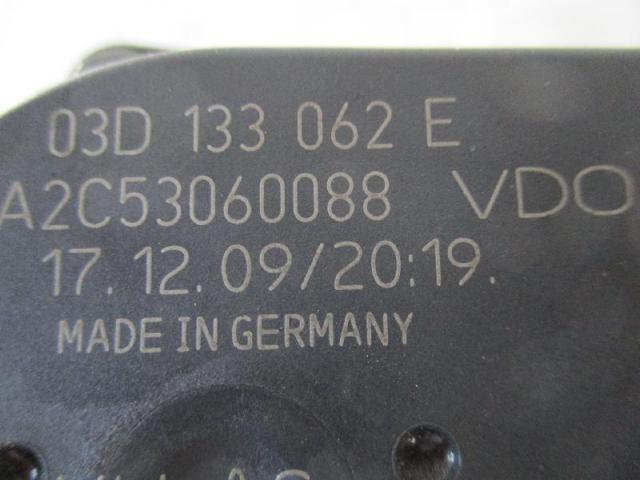 03D 133 062 E
A2C53060088 VDO
17.12.09/20:19.
MADE IN GERMANY